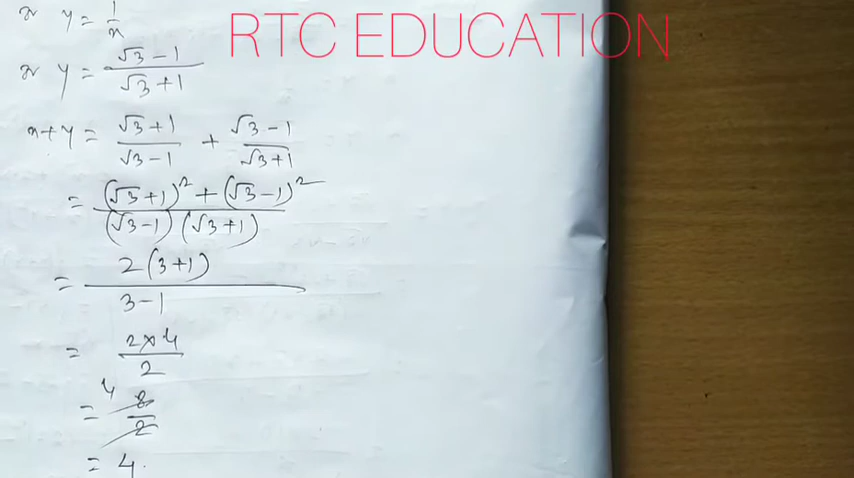 RTC EDUCATION
or y = 1/x
or y = (√3-1)/(√3+1)
x+y = (√3+1)/(√3-1) + (√3-1)/(√3+1)
= ((√3+1)² + (√3-1)²)/((√3-1)(√3+1))
= 2(3+1)/(3-1)
= (2×4)/2
= 4 8/2
= 4.